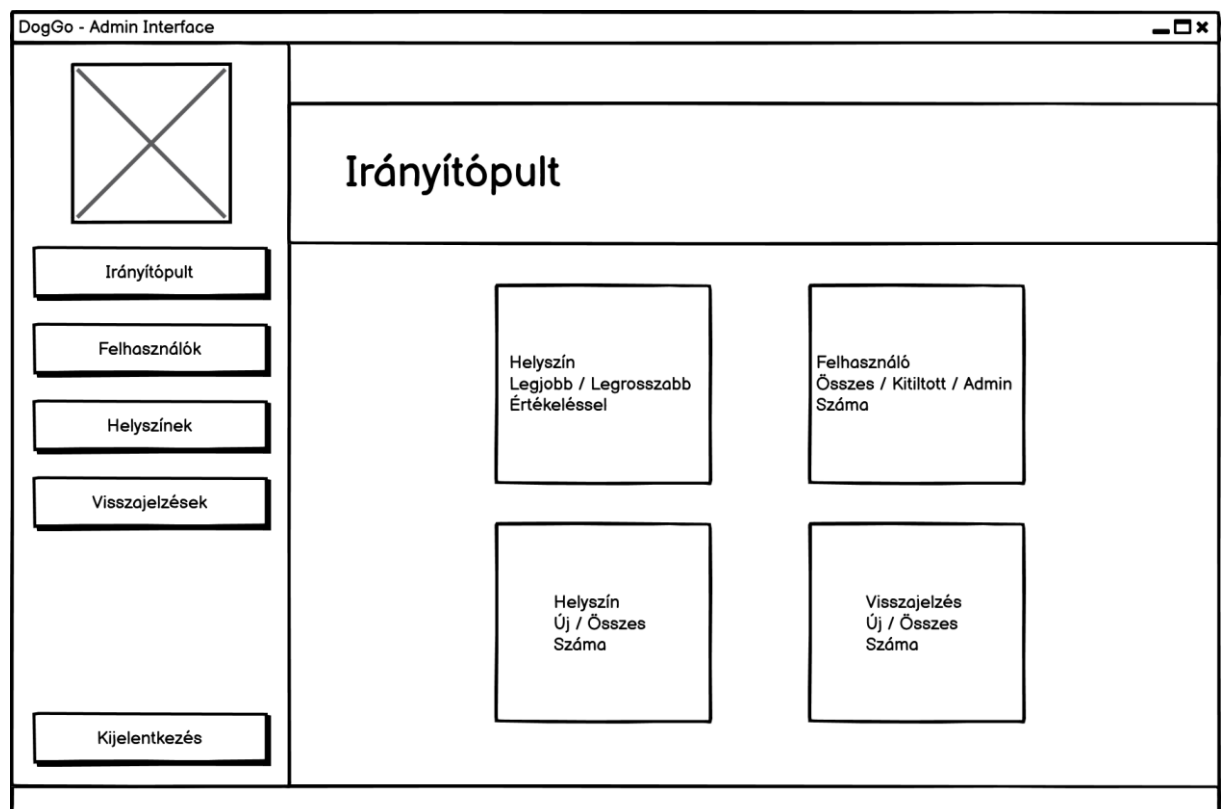 DogGo - Admin Interface
Irányítópult
Felhasználók
Helyszínek
Visszajelzések
Kijelentkezés
Irányítópult
Helyszín
Legjobb / Legrosszabb
Értékeléssel
Felhasználó
Összes / Kitiltott / Admin
Száma
Helyszín
Új / Összes
Száma
Visszajelzés
Új / Összes
Száma